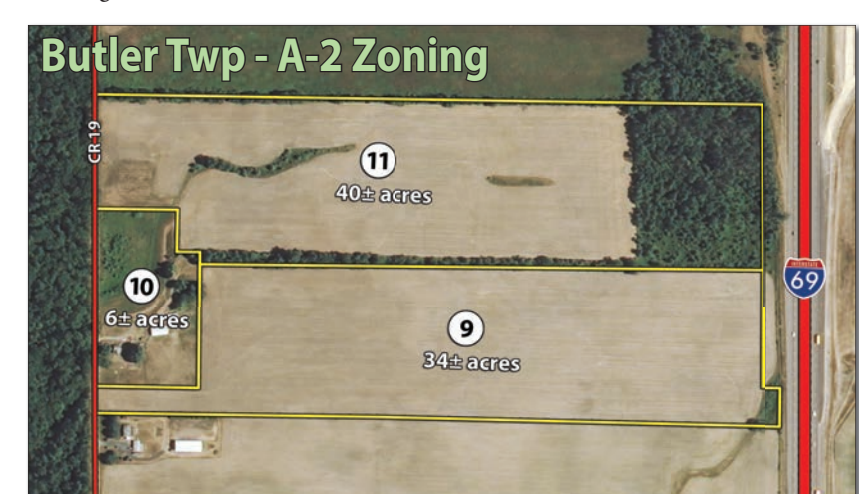 Butler Twp - A-2 Zoning
CR 19
11
40± acres
10
6± acres
9
34± acres
INTERSTATE
69